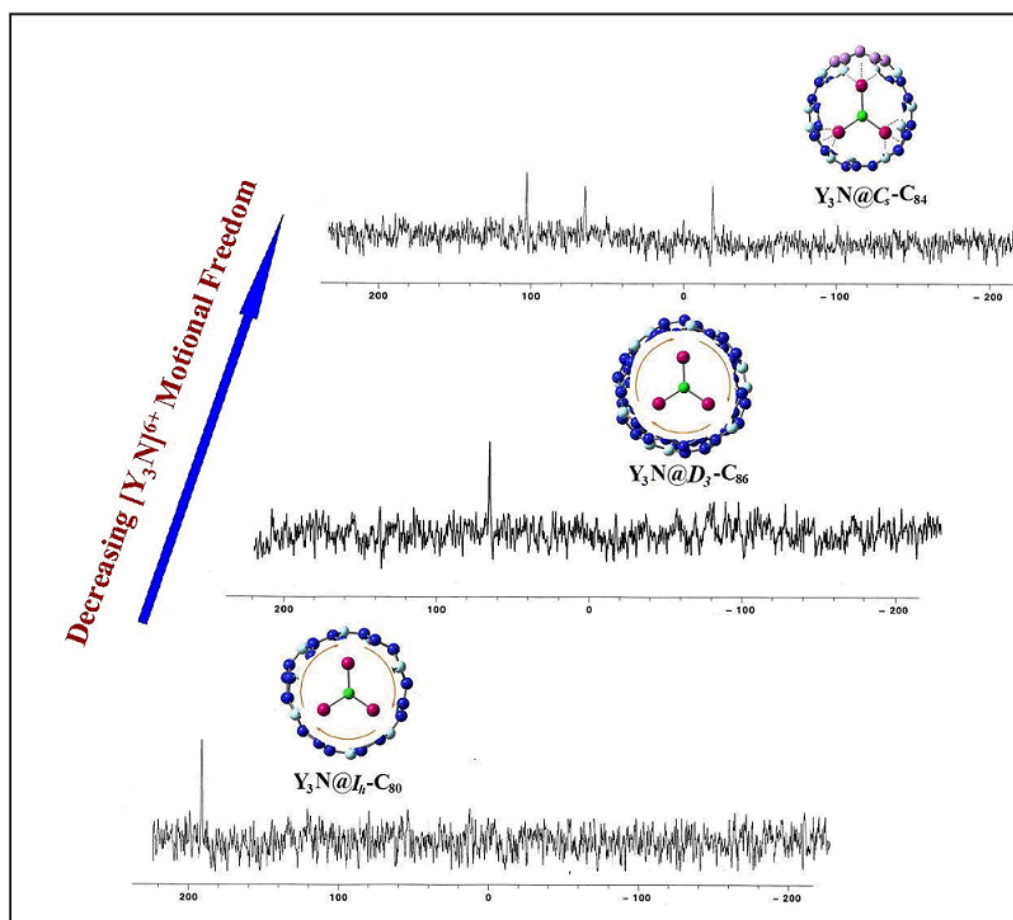 Y₃N@Cₛ-C₈₄
200 100 0 − 100 − 200
Decreasing [Y₃N]⁶⁺ Motional Freedom
Y₃N@D₃-C₈₆
200 100 0 − 100 − 200
Y₃N@Iₕ-C₈₀
200 100 0 − 100 − 200